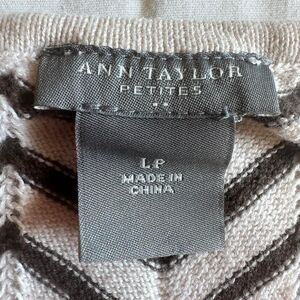 ANN TAYLOR
PETITES
LP
MADE IN
CHINA